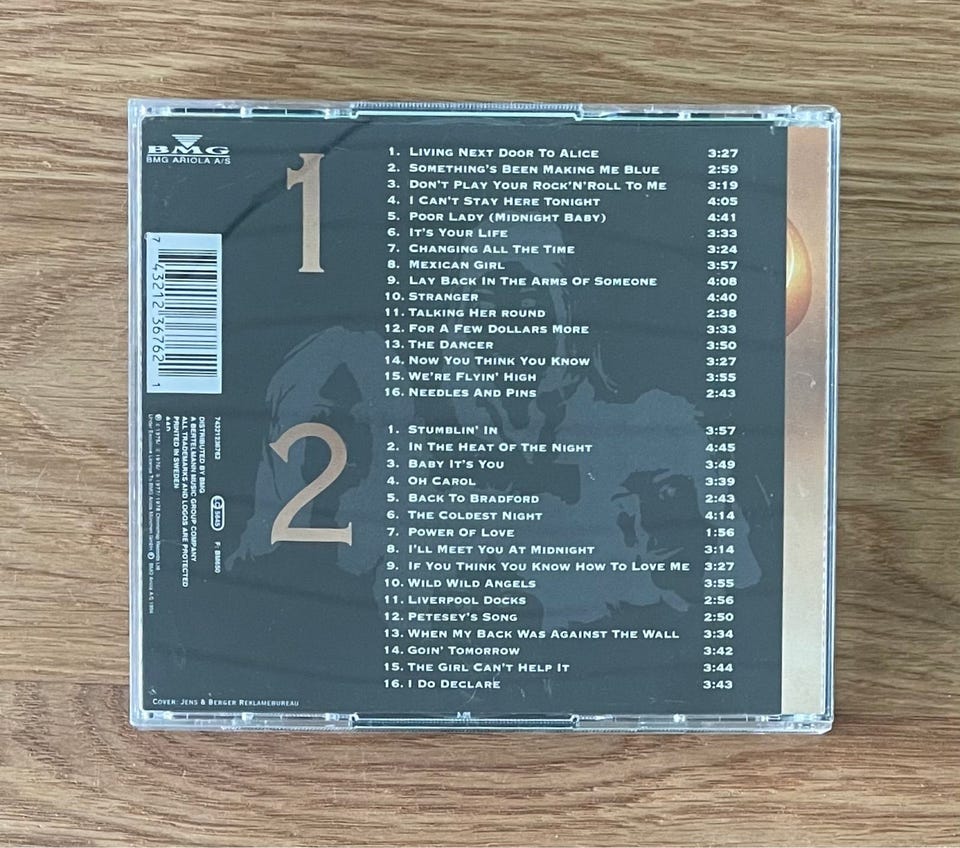 BMG
BMG ARIOLA A/S
1
1. LIVING NEXT DOOR TO ALICE 3:27
2. SOMETHING'S BEEN MAKING ME BLUE 2:59
3. DON'T PLAY YOUR ROCK'N'ROLL TO ME 3:19
4. I CAN'T STAY HERE TONIGHT 4:05
5. POOR LADY (MIDNIGHT BABY) 4:41
6. IT'S YOUR LIFE 3:33
7. CHANGING ALL THE TIME 3:24
8. MEXICAN GIRL 3:57
9. LAY BACK IN THE ARMS OF SOMEONE 4:08
10. STRANGER 4:40
11. TALKING HER ROUND 2:38
12. FOR A FEW DOLLARS MORE 3:33
13. THE DANCER 3:50
14. NOW YOU THINK YOU KNOW 3:27
15. WE'RE FLYIN' HIGH 3:55
16. NEEDLES AND PINS 2:43
2
1. STUMBLIN' IN 3:57
2. IN THE HEAT OF THE NIGHT 4:45
3. BABY IT'S YOU 3:49
4. OH CAROL 3:39
5. BACK TO BRADFORD 2:43
6. THE COLDEST NIGHT 4:14
7. POWER OF LOVE 1:56
8. I'LL MEET YOU AT MIDNIGHT 3:14
9. IF YOU THINK YOU KNOW HOW TO LOVE ME 3:27
10. WILD WILD ANGELS 3:55
11. LIVERPOOL DOCKS 2:56
12. PETESEY'S SONG 2:50
13. WHEN MY BACK WAS AGAINST THE WALL 3:34
14. GOIN' TOMORROW 3:42
15. THE GIRL CAN'T HELP IT 3:44
16. I DO DECLARE 3:43
7 43212 36762 1
74321236762
LC 5645 F: BM650
DISTRIBUTED BY BMG
A BERTELMANN MUSIC GROUP COMPANY
ALL TRADEMARKS AND LOGOS ARE PROTECTED
PRINTED IN SWEDEN
COVER: JENS & BERGER REKLAMEBUREAU